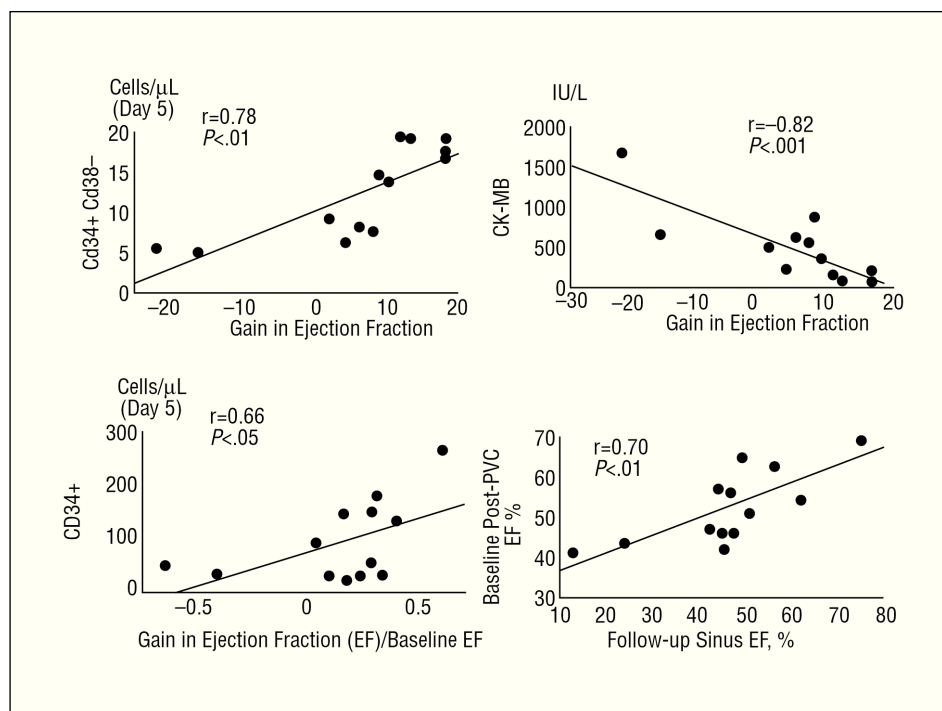 Cells/μL
(Day 5)
r=0.78
P<.01
Cd34+ Cd38–
20
15
10
5
0
–20 –10 0 10 20
Gain in Ejection Fraction
IU/L
r=–0.82
P<.001
CK-MB
2000
1500
1000
500
0
–30 –20 –10 0 10 20
Gain in Ejection Fraction
Cells/μL
(Day 5)
r=0.66
P<.05
CD34+
300
200
100
0
–0.5 0 0.5
Gain in Ejection Fraction (EF)/Baseline EF
r=0.70
P<.01
Baseline Post-PVC
EF %
70
60
50
40
30
10 20 30 40 50 60 70 80
Follow-up Sinus EF, %